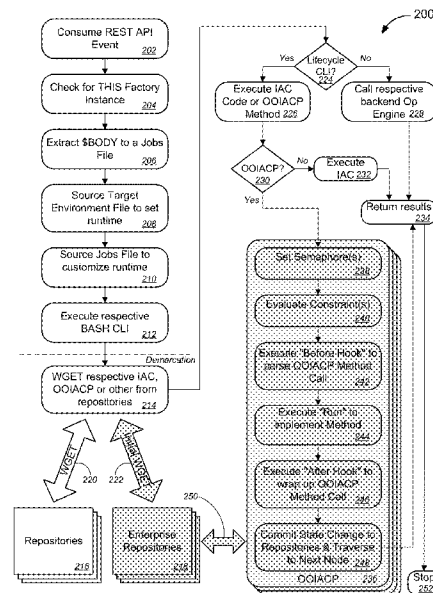 200
Consume REST API
Event
202
Check for THIS Factory
Instance
204
Extract $BODY to a Jobs
File
206
Source Target
Environment File to set
runtime
208
Source Jobs File to
customize runtime
210
Execute respective
BASH CLI
212
Demarcation
WGET respective IAC,
OOIACP or other from
repositories
214
WGET
220
222
Initial WGET
Repositories
216
Enterprise
Repositories
218
250
Lifecycle
CLI?
224
Yes
No
Execute IAC
Code or OOIACP
Method
226
Call respective
backend Op
Engine
228
OOIACP?
230
No
Yes
Execute
IAC
232
Return results
234
Set Semaphore(s)
238
Evaluate Constraint(s)
240
Execute "Before Hook" to
parse OOIACP Method
Call
242
Execute "Run" to
implement Method
244
Execute "After Hook" to
wrap up OOIACP
Method Call
246
Commit State Change to
Repositories & Traverse
to Next Node
248
OOIACP
236
Stop
252